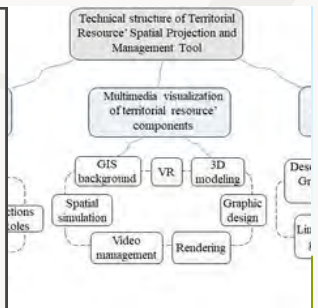 Technical structure of Territorial
Resource' Spatial Projection and
Management Tool
Multimedia visualization
of territorial resource'
components
GIS
background
VR
3D
modeling
Spatial
simulation
Graphic
design
Video
management
Rendering